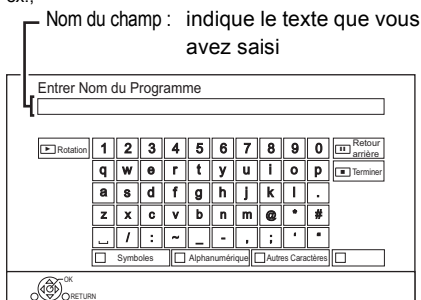 ex.,
Nom du champ : indique le texte que vous
avez saisi
Entrer Nom du Programme
Rotation 1 2 3 4 5 6 7 8 9 0 Retour arrière
q w e r t y u i o p Terminer
a s d f g h j k l .
z x c v b n m @ * #
⎵ / : ~ _ - , ; ' "
Symboles Alphanumérique Autres Caractères
OK
RETURN